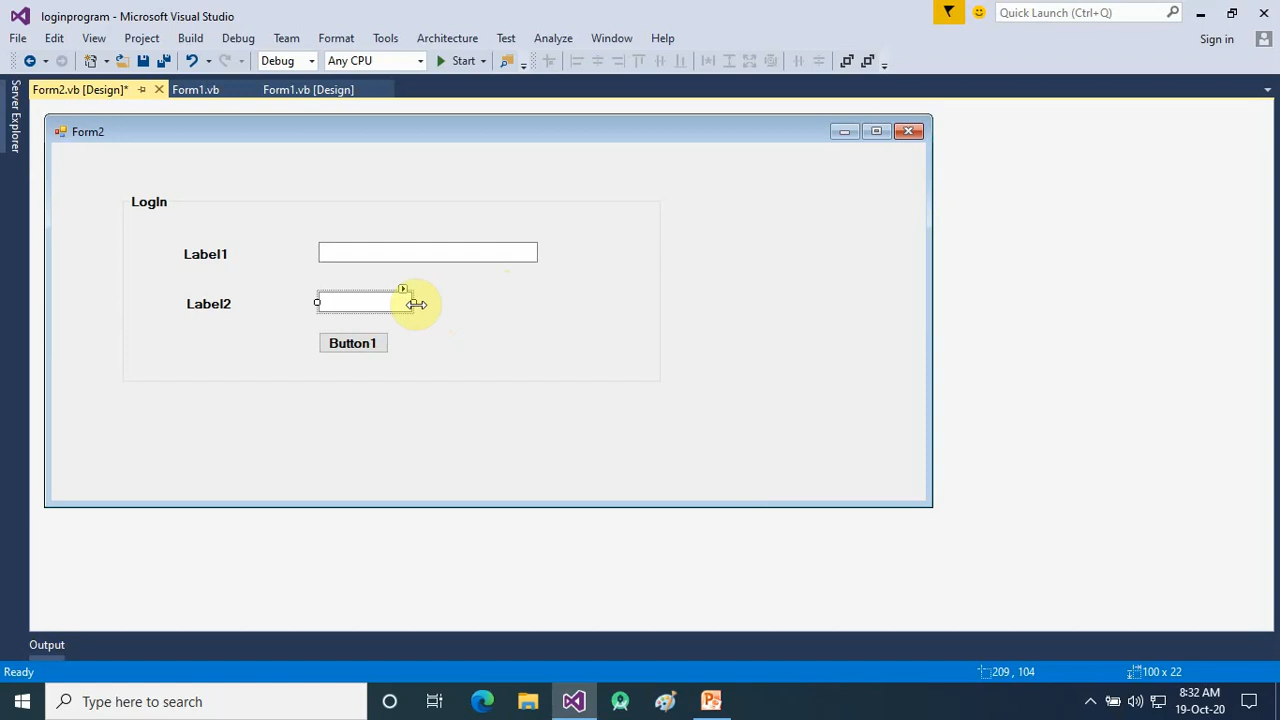 loginprogram - Microsoft Visual Studio
Quick Launch (Ctrl+Q)
File Edit View Project Build Debug Team Format Tools Architecture Test Analyze Window Help
Sign in
Debug Any CPU Start
Form2.vb [Design]* Form1.vb Form1.vb [Design]
Server Explorer
Form2
LogIn
Label1
Label2
Button1
Output
Ready 209 , 104 100 x 22
Type here to search
8:32 AM
19-Oct-20